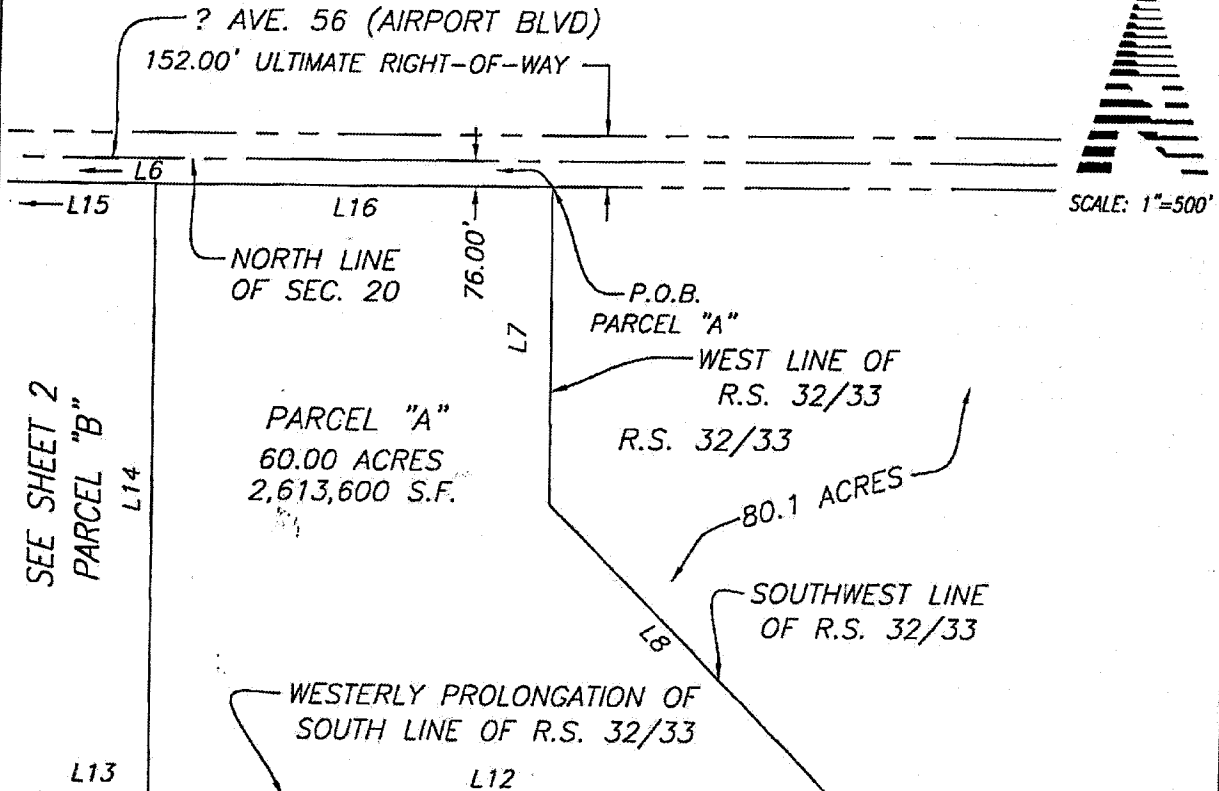 ? AVE. 56 (AIRPORT BLVD)
152.00' ULTIMATE RIGHT-OF-WAY
L6
L15
L16
SCALE: 1"=500'
NORTH LINE
OF SEC. 20
76.00'
P.O.B.
PARCEL "A"
L7
WEST LINE OF
R.S. 32/33
R.S. 32/33
SEE SHEET 2
PARCEL "B"
L14
PARCEL "A"
60.00 ACRES
2,613,600 S.F.
80.1 ACRES
SOUTHWEST LINE
OF R.S. 32/33
L8
WESTERLY PROLONGATION OF
SOUTH LINE OF R.S. 32/33
L13
L12